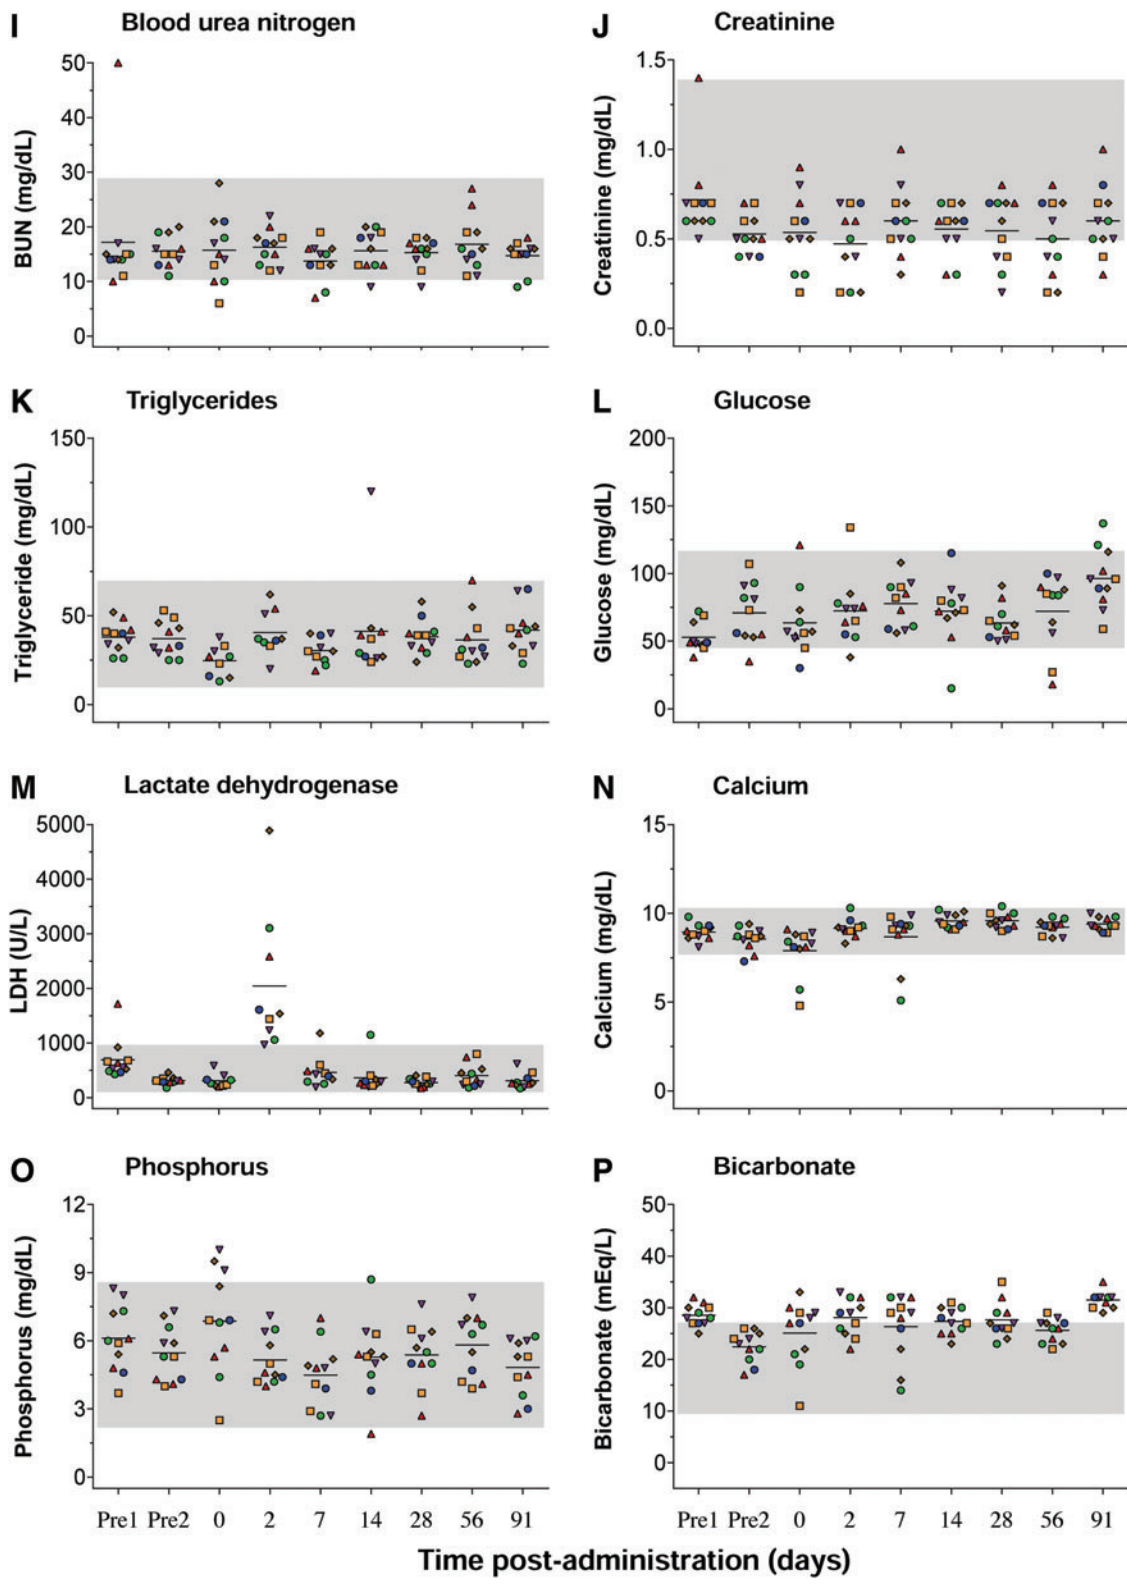 I Blood urea nitrogen
BUN (mg/dL)
50
40
30
20
10
0
J Creatinine
Creatinine (mg/dL)
1.5
1.0
0.5
0.0
K Triglycerides
Triglyceride (mg/dL)
150
100
50
0
L Glucose
Glucose (mg/dL)
200
150
100
50
0
M Lactate dehydrogenase
LDH (U/L)
5000
4000
3000
2000
1000
0
N Calcium
Calcium (mg/dL)
15
10
5
0
O Phosphorus
Phosphorus (mg/dL)
12
9
6
3
0
Pre1 Pre2 0 2 7 14 28 56 91
P Bicarbonate
Bicarbonate (mEq/L)
50
40
30
20
10
0
Pre1 Pre2 0 2 7 14 28 56 91
Time post-administration (days)